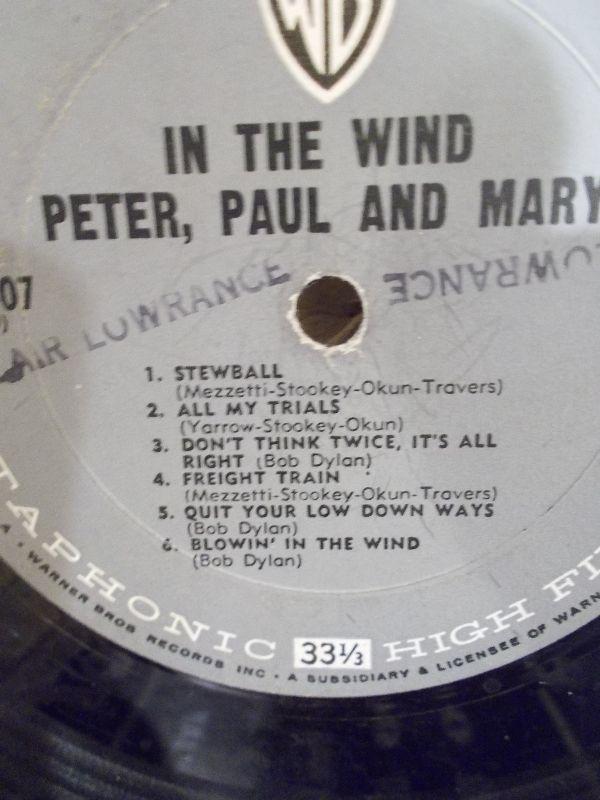 WB
IN THE WIND
PETER, PAUL AND MARY
07
AIR LOWRANCE
LOWRANCE
1. STEWBALL
(Mezzetti-Stookey-Okun-Travers)
2. ALL MY TRIALS
(Yarrow-Stookey-Okun)
3. DON'T THINK TWICE, IT'S ALL
RIGHT (Bob Dylan)
4. FREIGHT TRAIN
(Mezzetti-Stookey-Okun-Travers)
5. QUIT YOUR LOW DOWN WAYS
(Bob Dylan)
6. BLOWIN' IN THE WIND
(Bob Dylan)
TAPHONIC 33⅓ HIGH FI
A • WARNER BROS RECORDS INC • A SUBSIDIARY & LICENSEE OF WARN